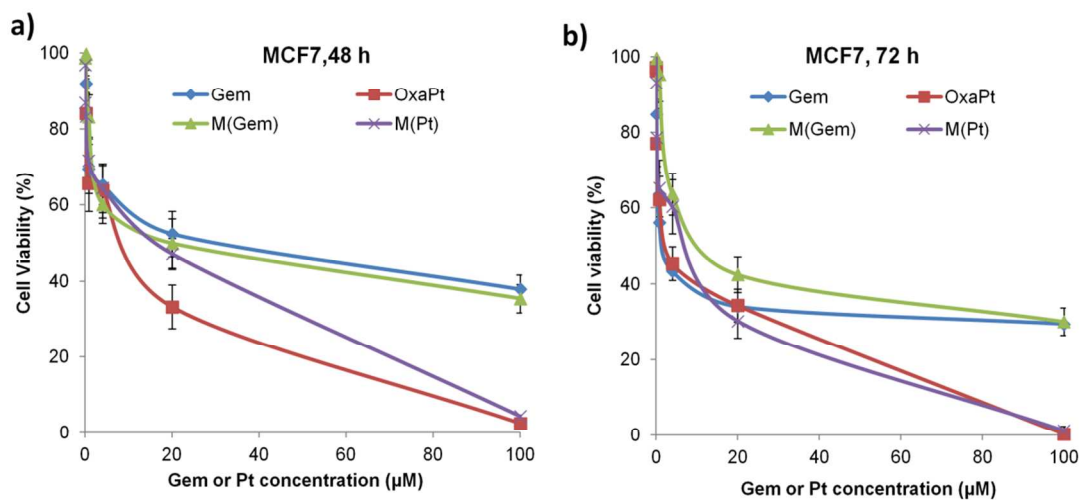 a)
MCF7,48 h
Gem
OxaPt
M(Gem)
M(Pt)
100
80
60
40
20
0
Cell Viability (%)
0
20
40
60
80
100
Gem or Pt concentration (µM)
b)
MCF7, 72 h
Gem
OxaPt
M(Gem)
M(Pt)
100
80
60
40
20
0
Cell viability (%)
0
20
40
60
80
100
Gem or Pt concentration (µM)